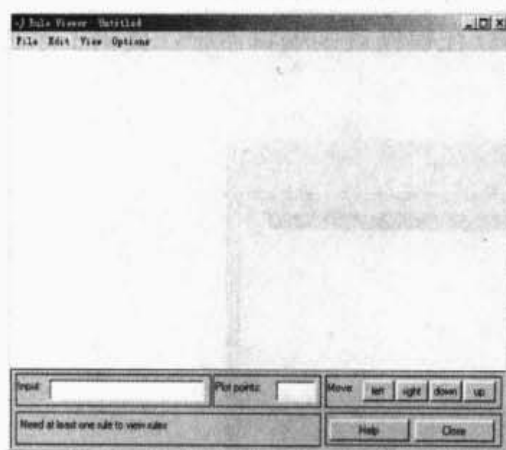 Rule Viewer: Untitled
File Edit View Options
Input:
Plot points:
Move: left right down up
Need at least one rule to view rules
Help Close